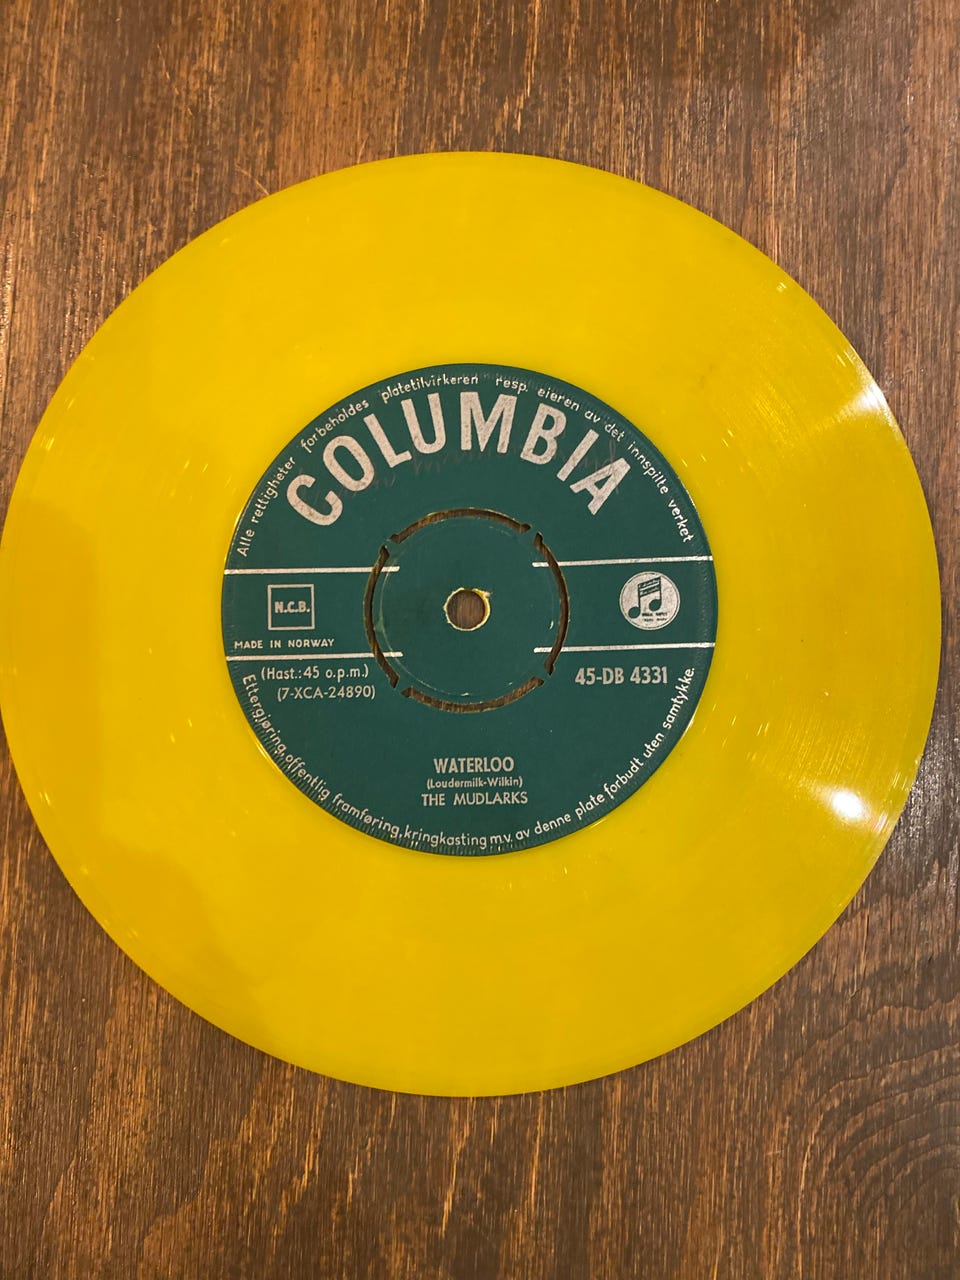 Alle rettigheter forbeholdes platetilvirkeren resp. eieren av det innspilte verket
COLUMBIA
N.C.B.
MADE IN NORWAY
(Hast.: 45 o.p.m.)
(7-XCA-24890)
45-DB 4331
WATERLOO
(Loudermilk-Wilkin)
THE MUDLARKS
Ettergjøring, offentlig framføring, kringkasting m.v. av denne plate forbudt uten samtykke.